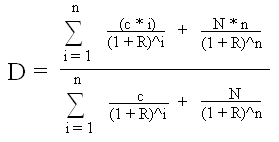 n
Σ (c * i) / (1 + R)^i + N * n / (1 + R)^n
i = 1
D =
n
Σ c / (1 + R)^i + N / (1 + R)^n
i = 1